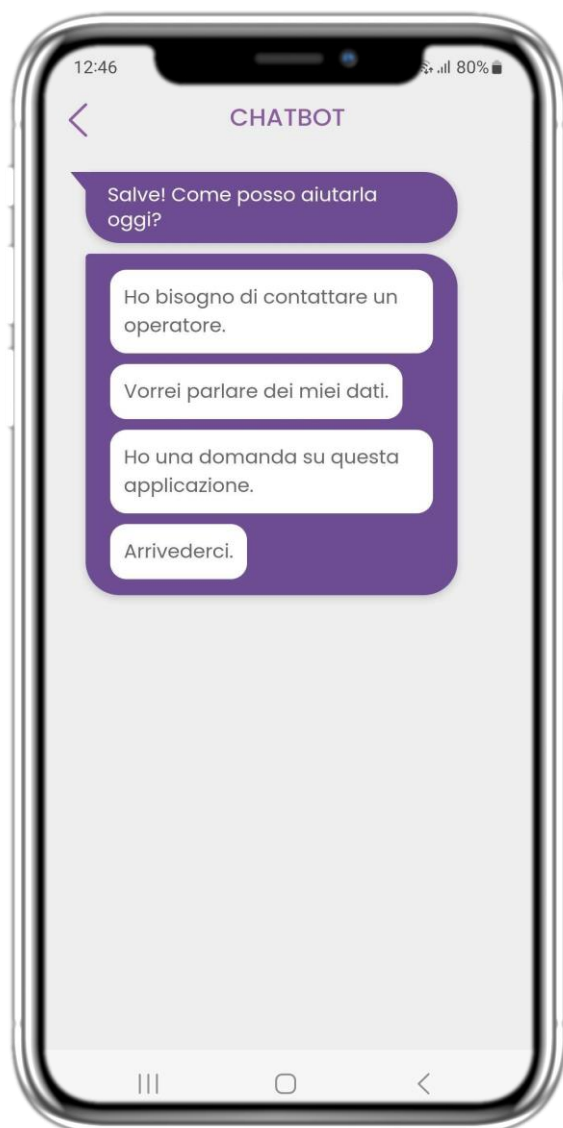 12:46
80%
CHATBOT
Salve! Come posso aiutarla
oggi?
Ho bisogno di contattare un
operatore.
Vorrei parlare dei miei dati.
Ho una domanda su questa
applicazione.
Arrivederci.